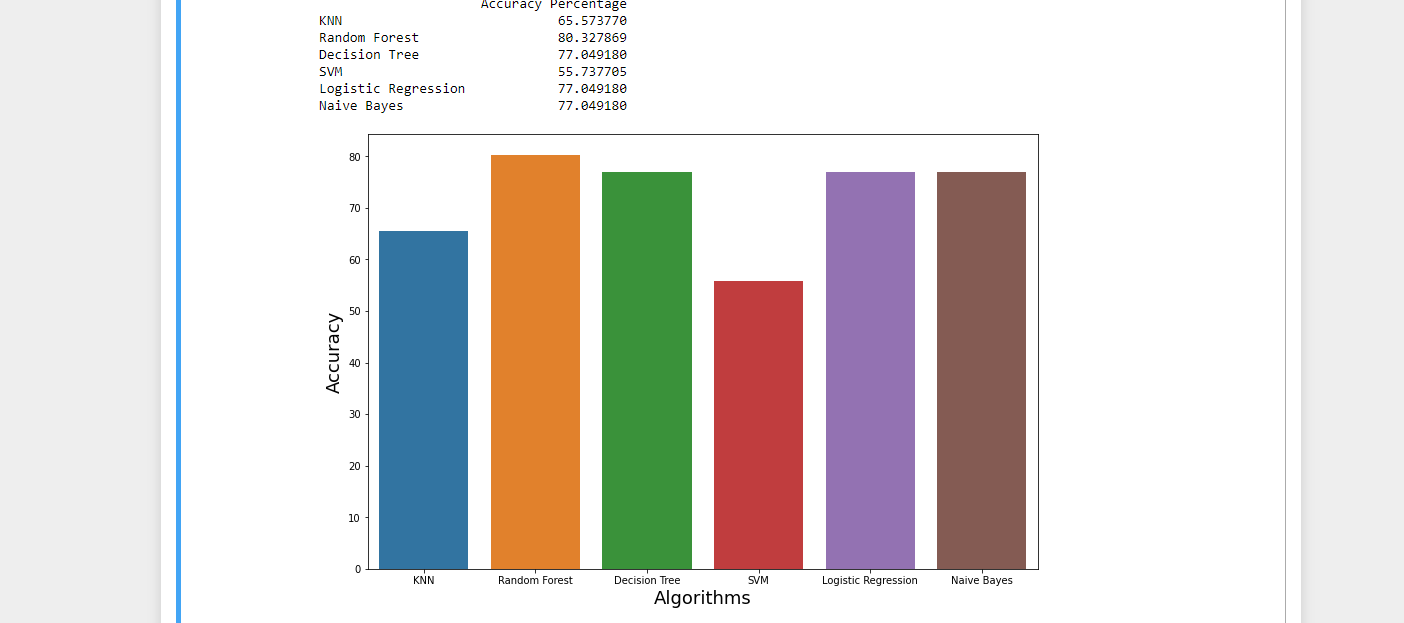 Accuracy Percentage
KNN 65.573770
Random Forest 80.327869
Decision Tree 77.049180
SVM 55.737705
Logistic Regression 77.049180
Naive Bayes 77.049180
80
70
60
50
40
30
20
10
0
Accuracy
KNN Random Forest Decision Tree SVM Logistic Regression Naive Bayes
Algorithms